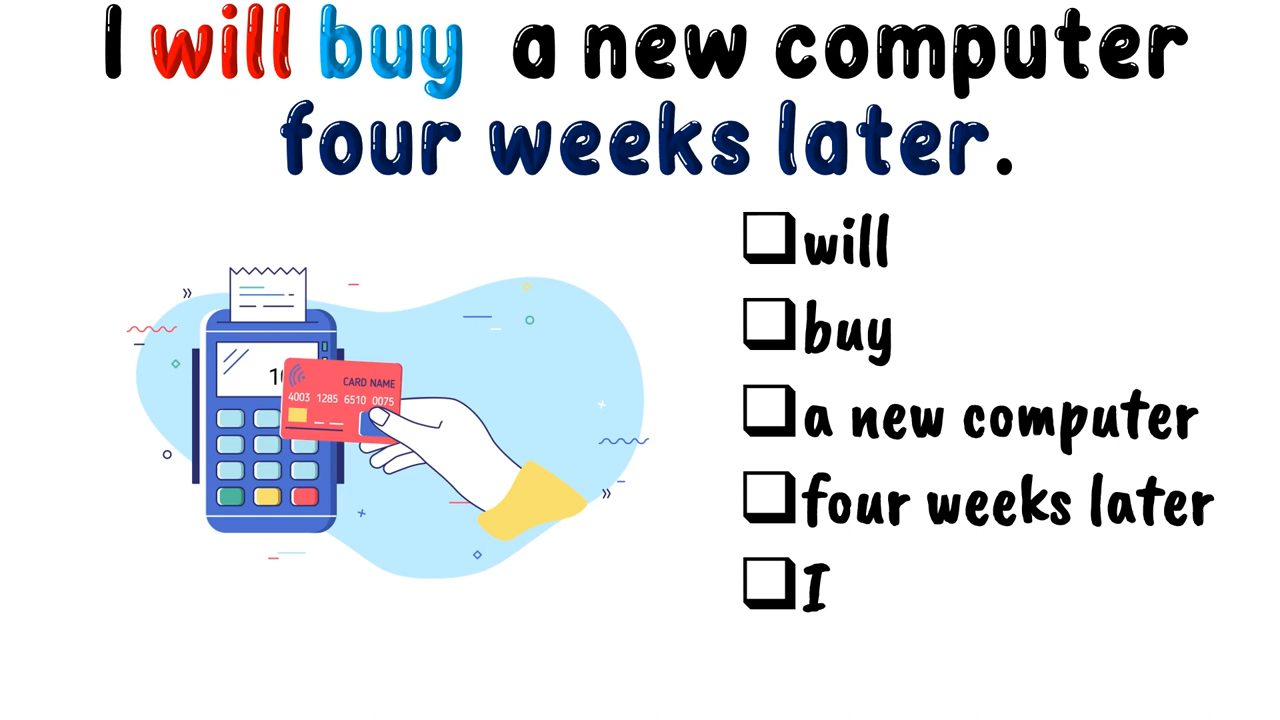 I will buy a new computer
four weeks later.
will
buy
a new computer
four weeks later
I
CARD NAME
4003 1285 6510 0075